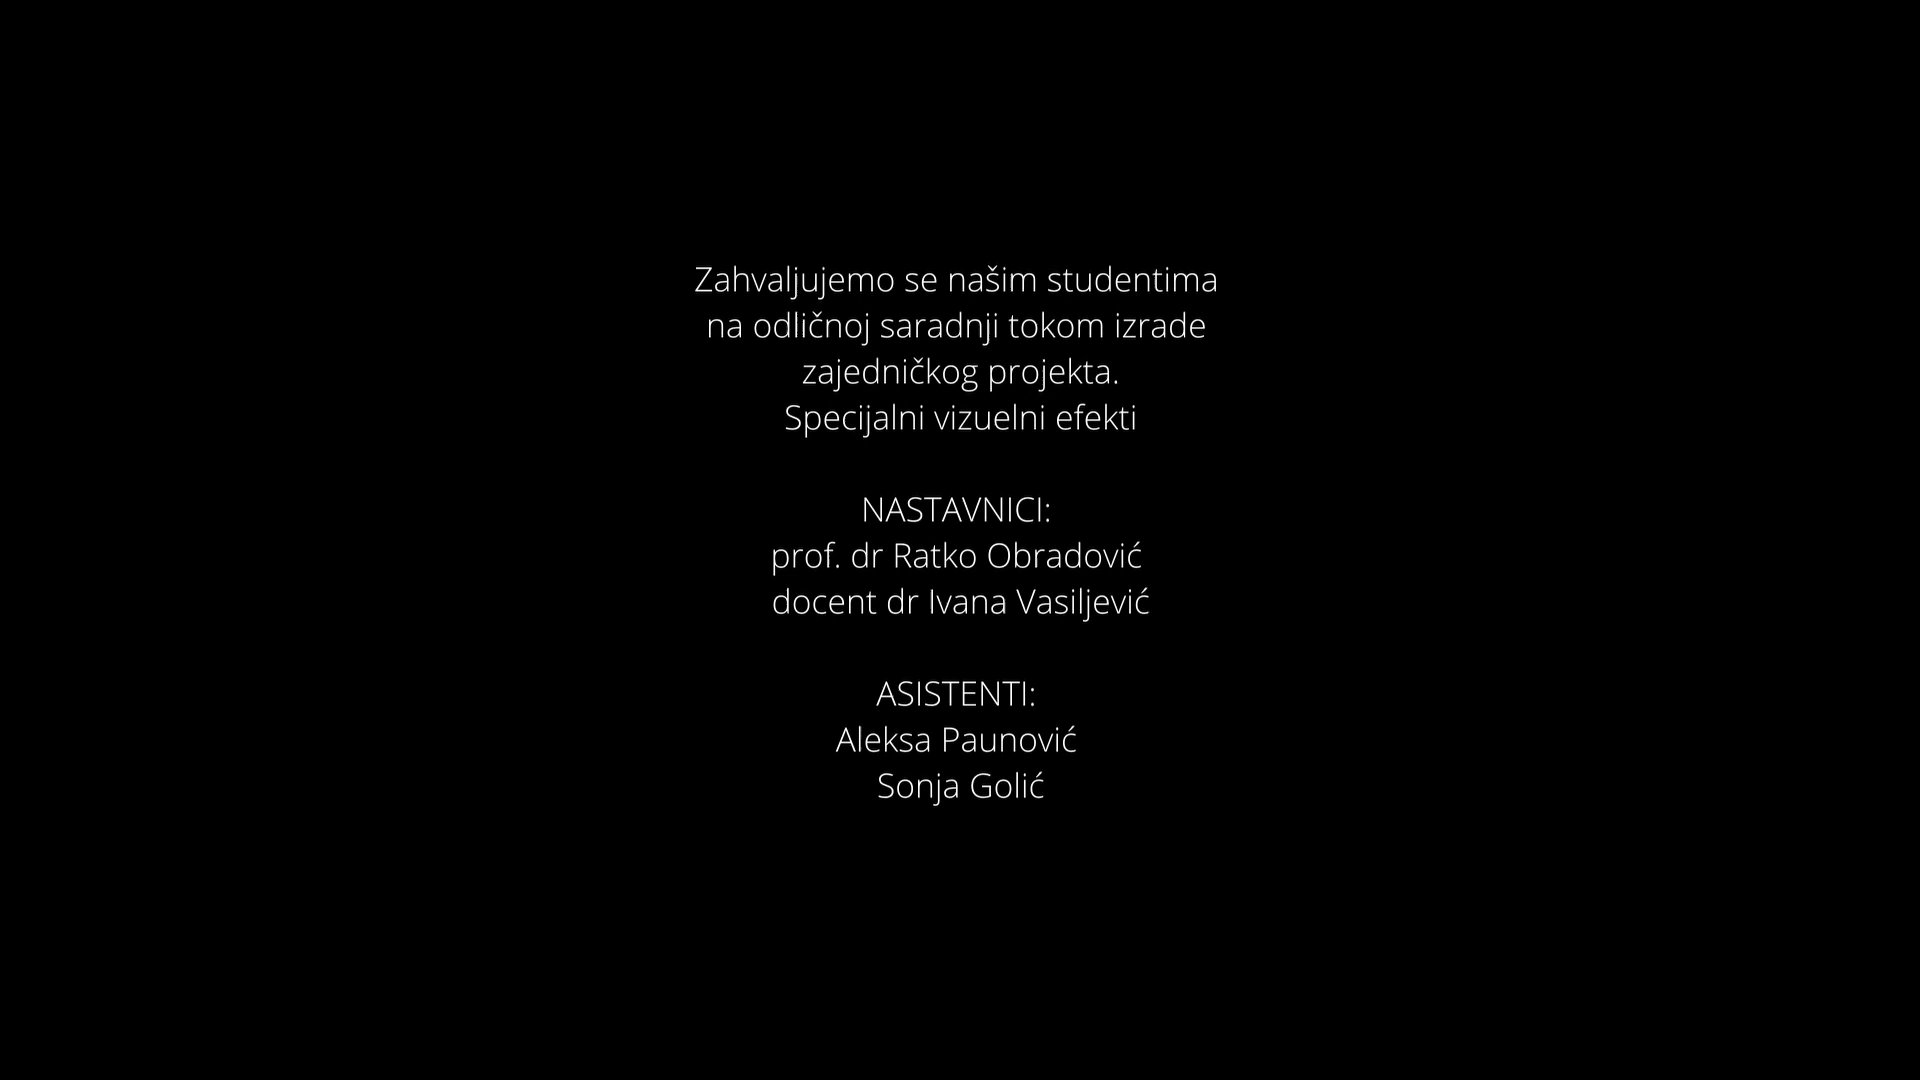 Zahvaljujemo se našim studentima
na odličnoj saradnji tokom izrade
zajedničkog projekta.
Specijalni vizuelni efekti
NASTAVNICI:
prof. dr Ratko Obradović
docent dr Ivana Vasiljević
ASISTENTI:
Aleksa Paunović
Sonja Golić